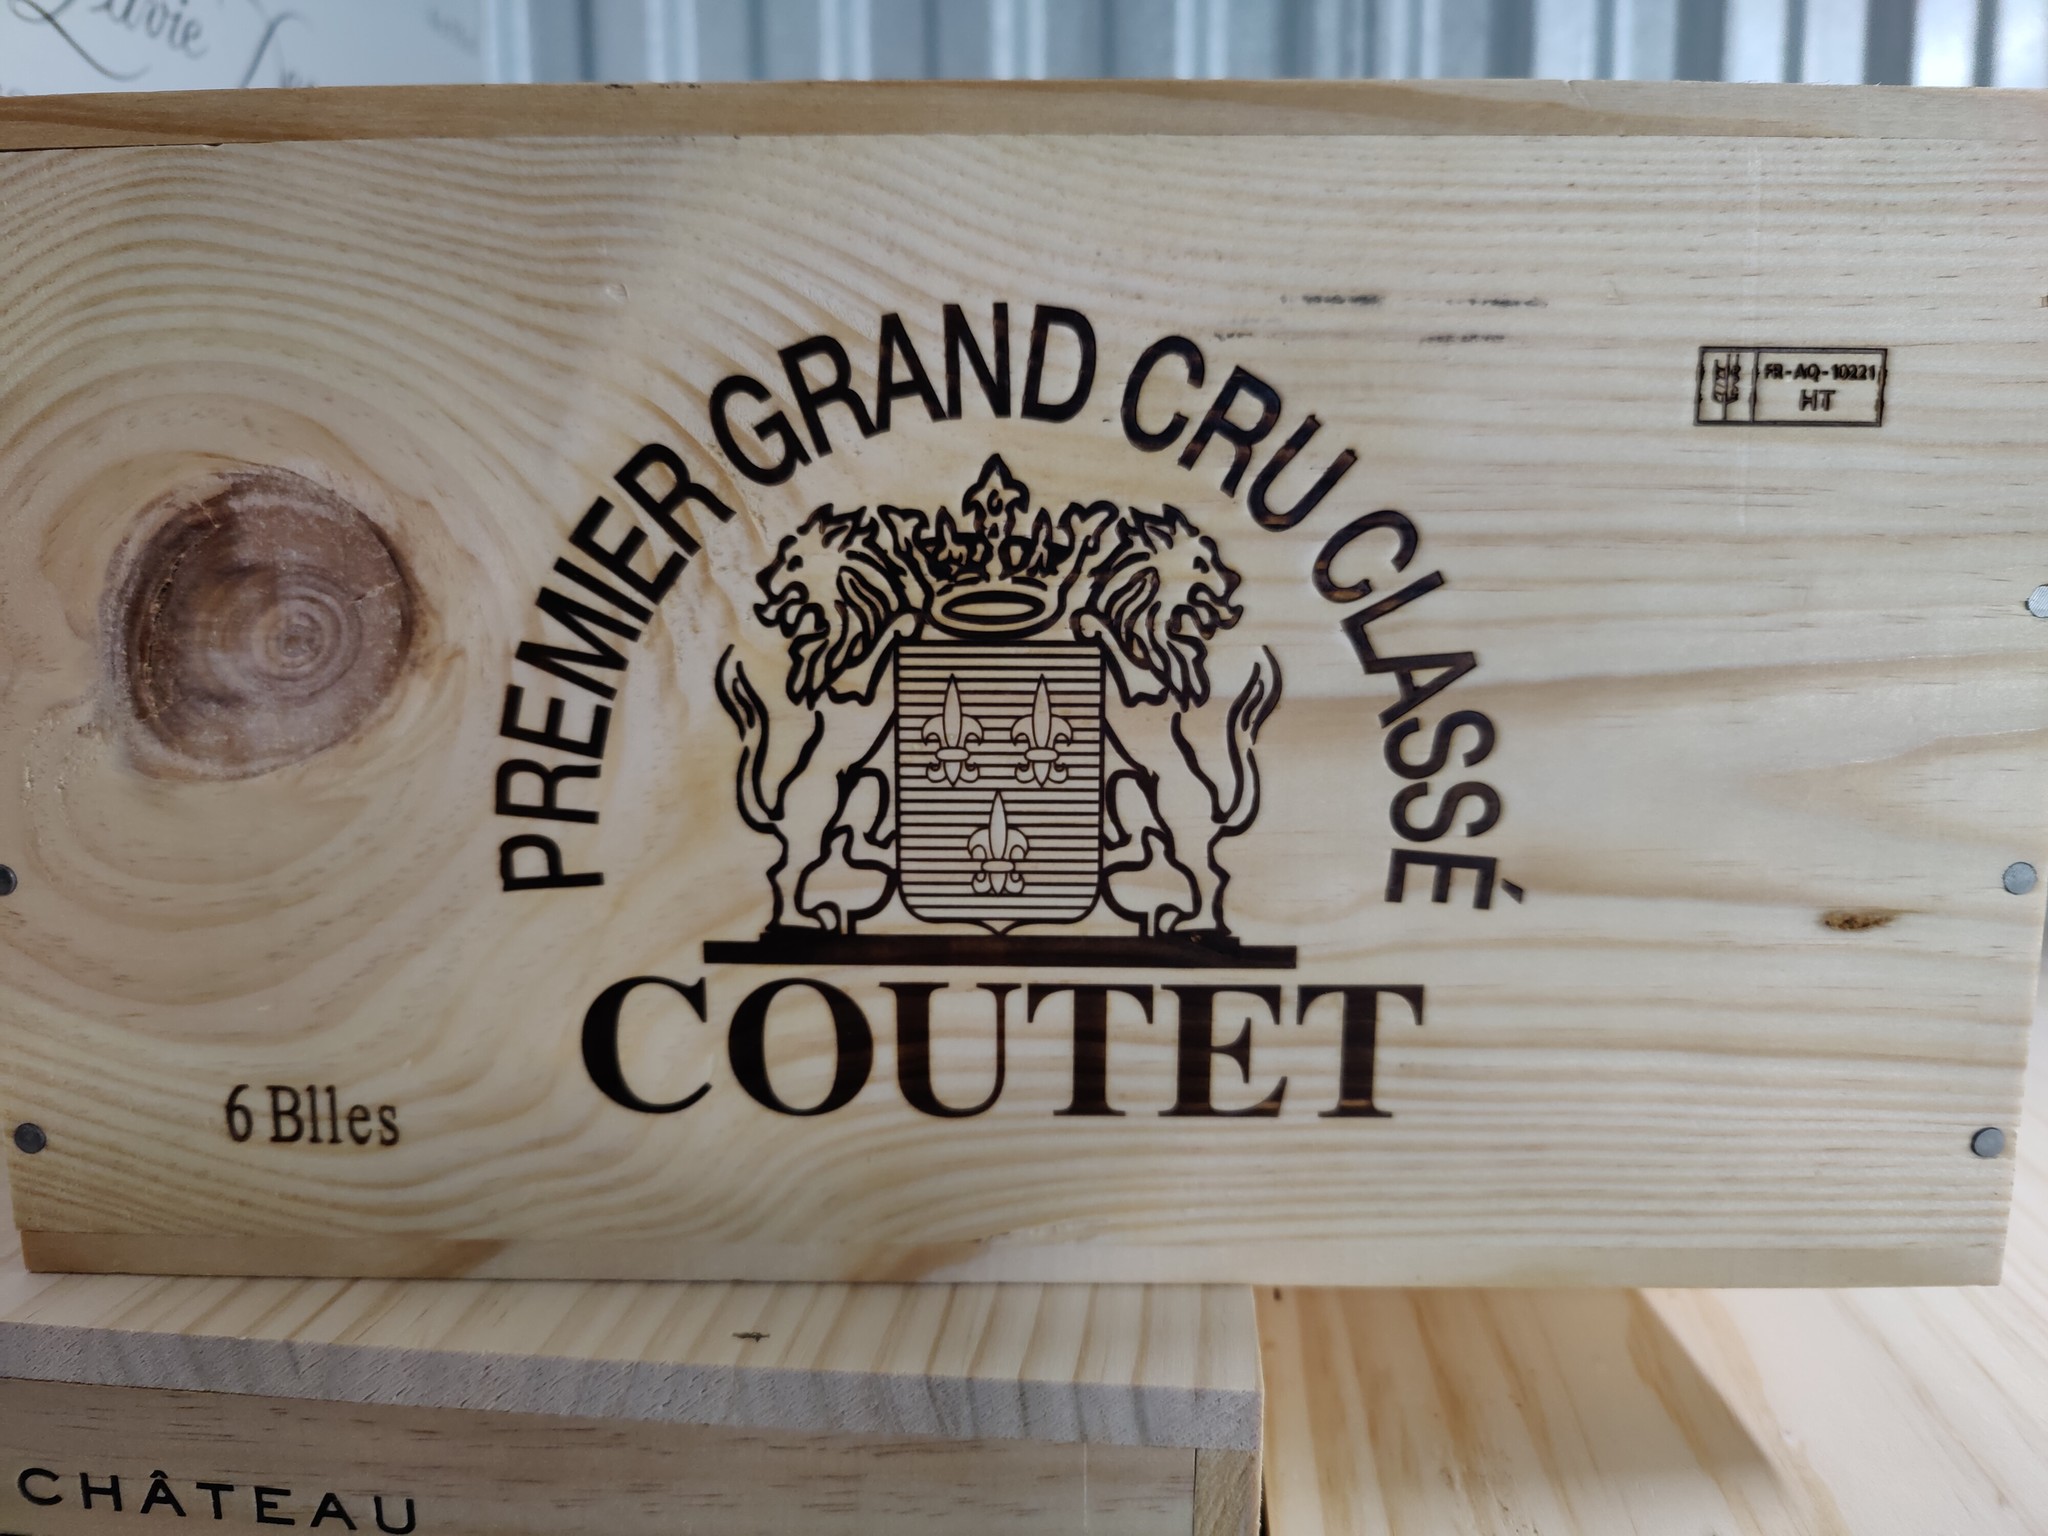 PREMIER GRAND CRU CLASSÉ
FR-AQ-10221
HT
COUTET
6 Blles
CHÂTEAU